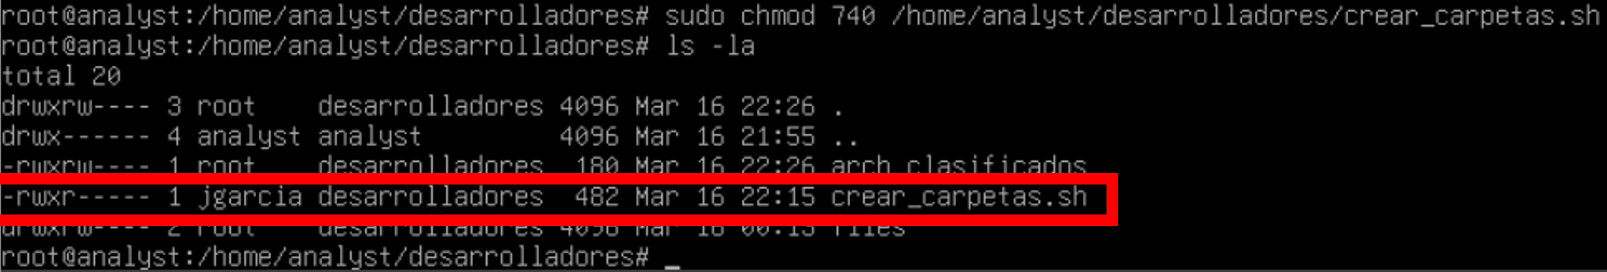 root@analyst:/home/analyst/desarrolladores# sudo chmod 740 /home/analyst/desarrolladores/crear_carpetas.sh
root@analyst:/home/analyst/desarrolladores# ls -la
total 20
drwxrw---- 3 root    desarrolladores 4096 Mar 16 22:26 .
drwx------ 4 analyst analyst         4096 Mar 16 21:55 ..
-rwxrw---- 1 root    desarrolladores  180 Mar 16 22:26 arch_clasificados
-rwxr----- 1 jgarcia desarrolladores  482 Mar 16 22:15 crear_carpetas.sh
drwxrw---- 2 root    desarrolladores 4096 Mar 16 00:13 files
root@analyst:/home/analyst/desarrolladores# _